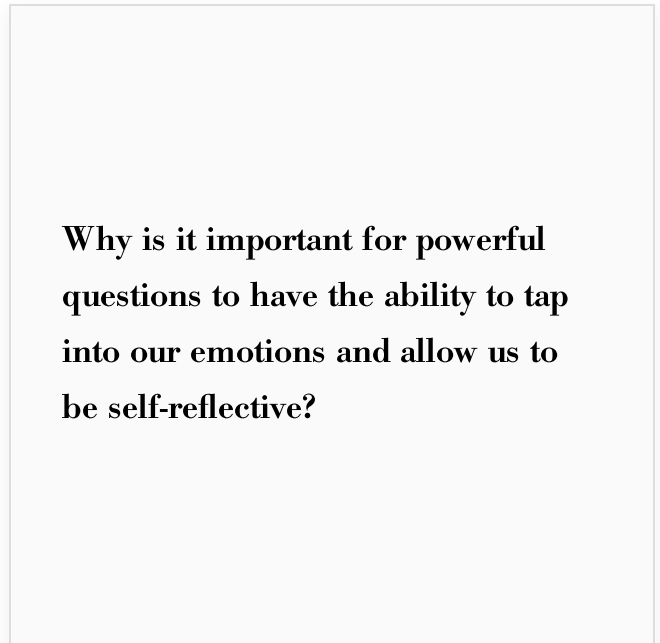 Why is it important for powerful
questions to have the ability to tap
into our emotions and allow us to
be self-reflective?